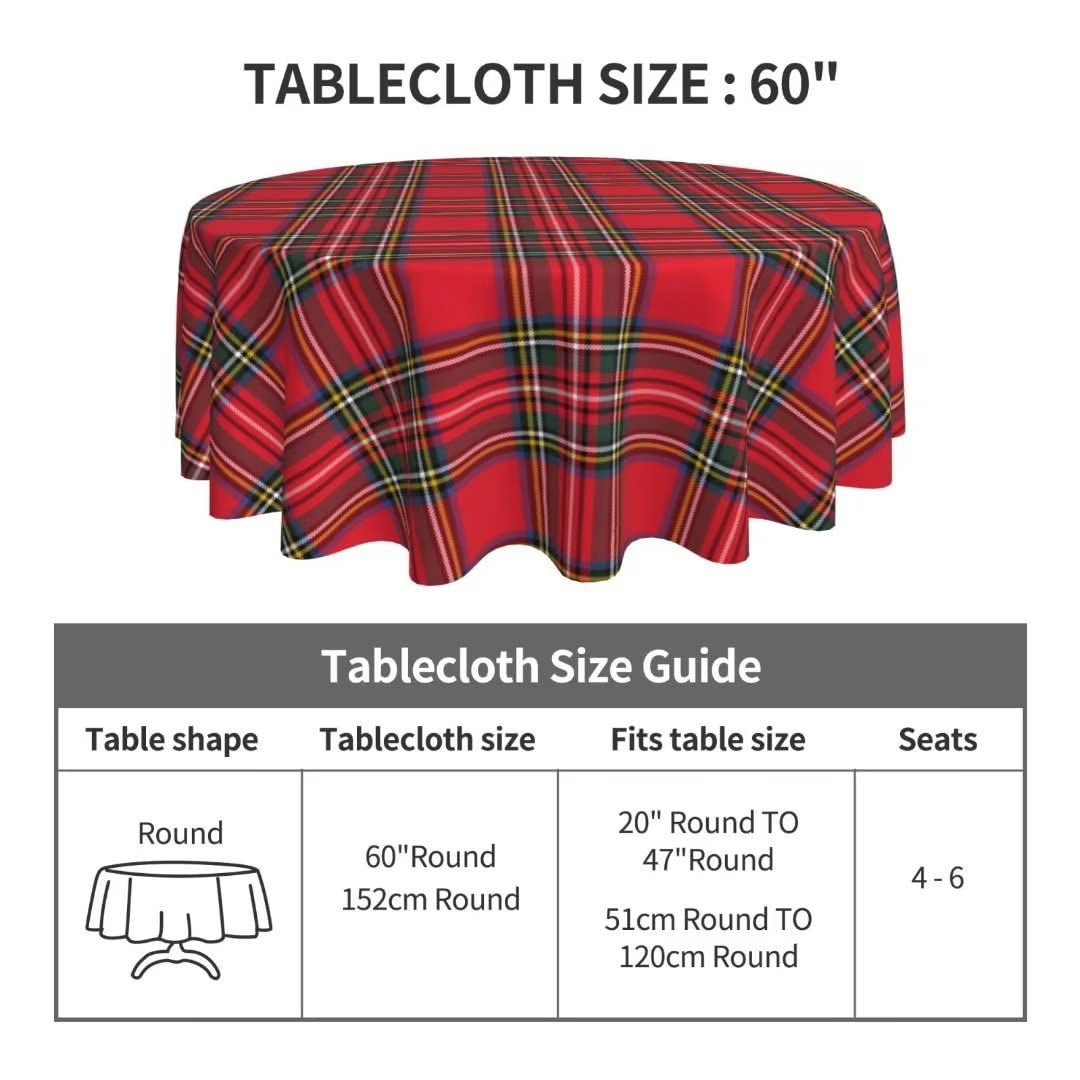 TABLECLOTH SIZE : 60"
Tablecloth Size Guide
Table shape
Tablecloth size
Fits table size
Seats
Round
60"Round
152cm Round
20" Round TO
47"Round
51cm Round TO
120cm Round
4 - 6